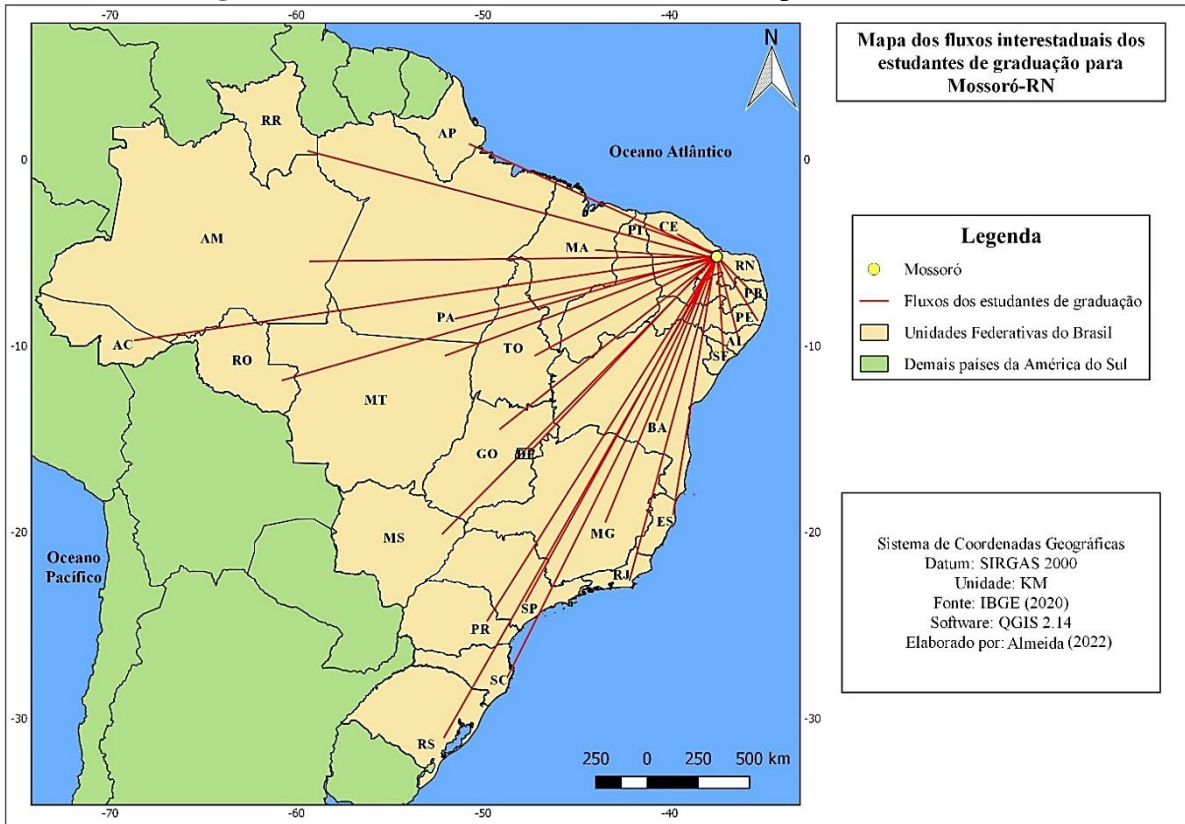 -70
-60
-50
-40
Mapa dos fluxos interestaduais dos
estudantes de graduação para
Mossoró-RN
N
RR
AP
Oceano Atlântico
0
0
AM
MA
PI
CE
RN
PB
PE
AL
SE
PA
TO
AC
RO
MT
BA
GO
DF
MS
MG
ES
RJ
SP
PR
SC
RS
-10
-10
-20
-20
-30
-30
Oceano
Pacífico
250 0 250 500 km
-70
-60
-50
-40
Legenda
Mossoró
Fluxos dos estudantes de graduação
Unidades Federativas do Brasil
Demais países da América do Sul
Sistema de Coordenadas Geográficas
Datum: SIRGAS 2000
Unidade: KM
Fonte: IBGE (2020)
Software: QGIS 2.14
Elaborado por: Almeida (2022)